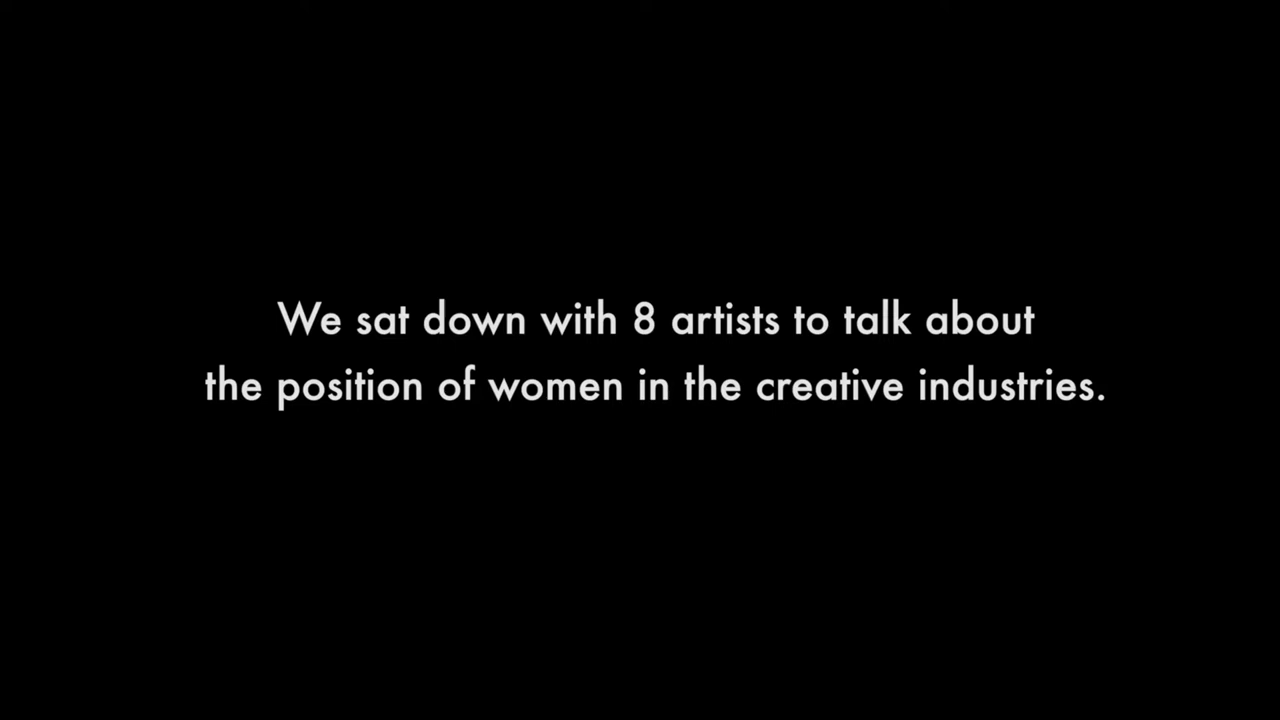 We sat down with 8 artists to talk about
the position of women in the creative industries.